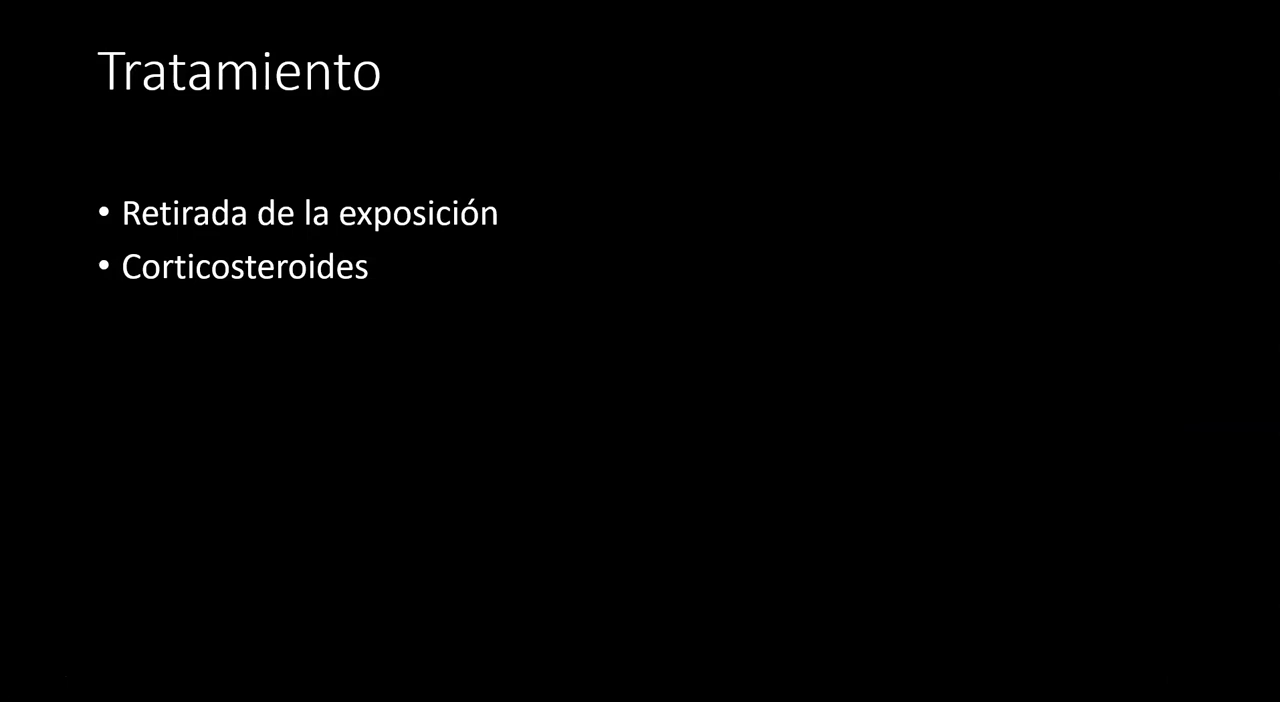 Tratamiento
• Retirada de la exposición
• Corticosteroides